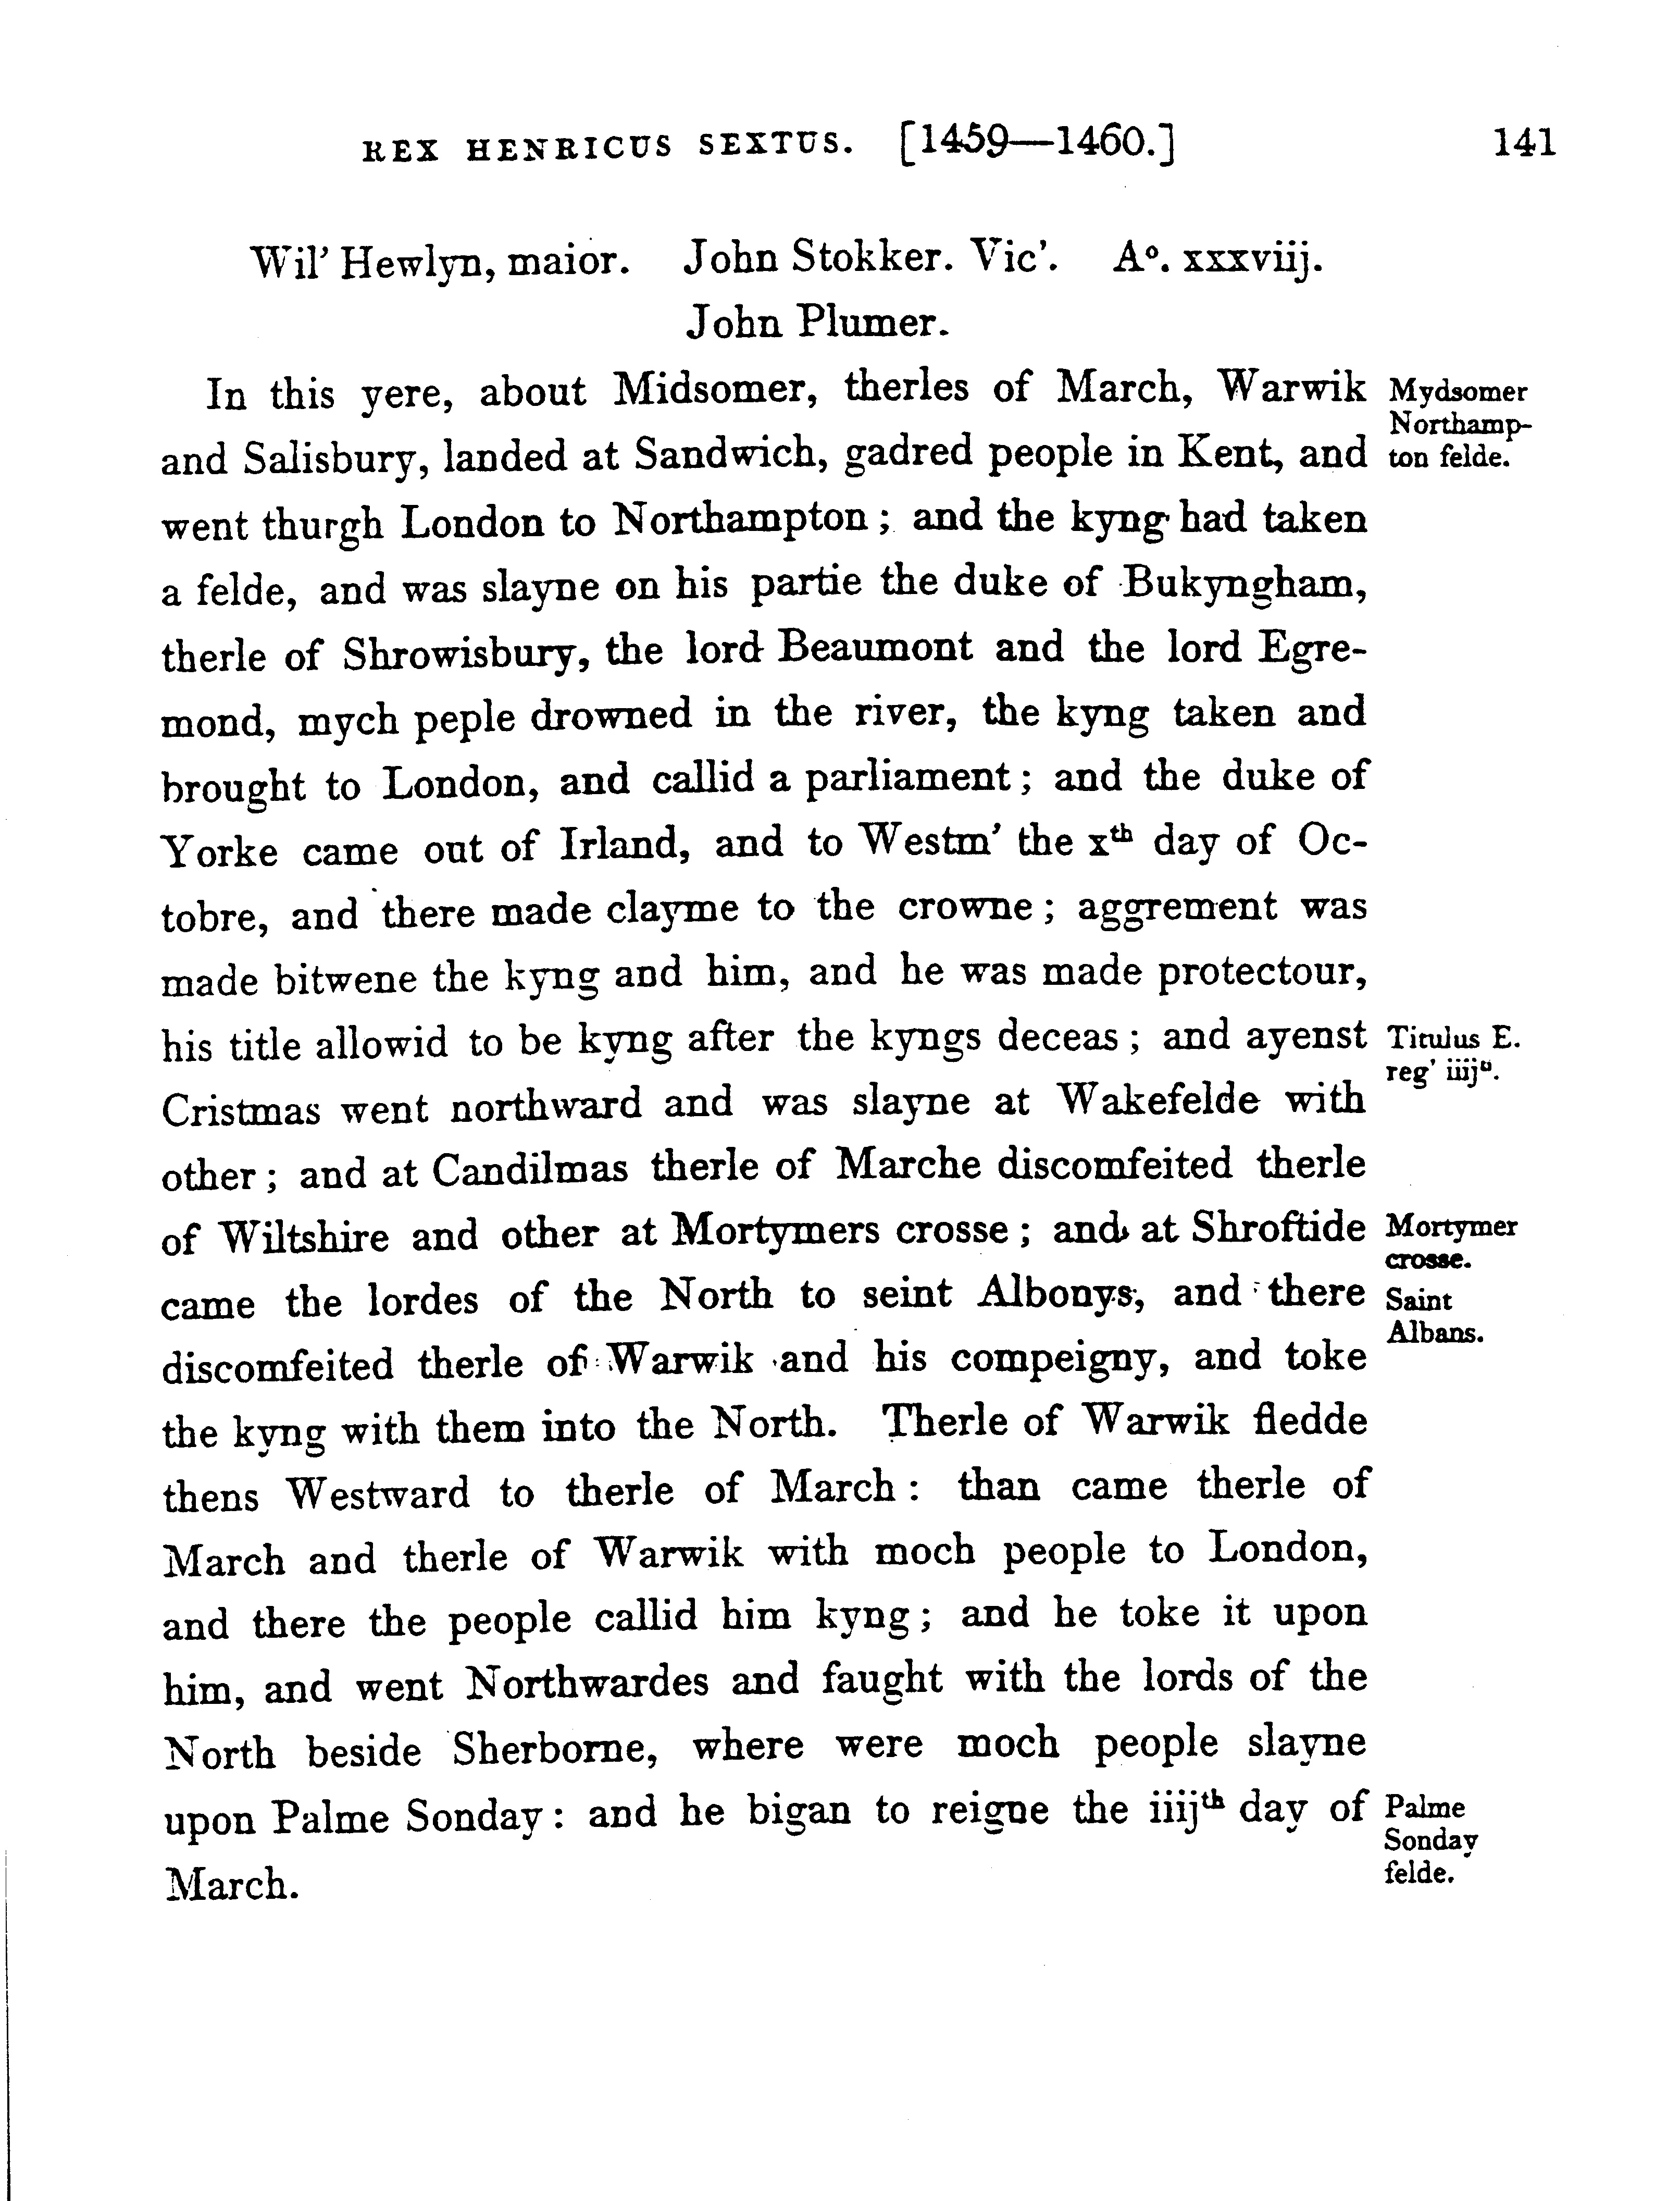 REX HENRICUS SEXTUS. [1459—1460.] 141
Wil' Hewlyn, maior. John Stokker. Vic'. Aº. xxxviij.
John Plumer.
In this yere, about Midsomer, therles of March, Warwik
and Salisbury, landed at Sandwich, gadred people in Kent, and
went thurgh London to Northampton; and the kyng had taken
a felde, and was slayne on his partie the duke of Bukyngham,
therle of Shrowisbury, the lord Beaumont and the lord Egre-
mond, mych peple drowned in the river, the kyng taken and
brought to London, and callid a parliament; and the duke of
Yorke came out of Irland, and to Westm' the xth day of Oc-
tobre, and there made clayme to the crowne; aggrement was
made bitwene the kyng and him, and he was made protectour,
his title allowid to be kyng after the kyngs deceas; and ayenst
Cristmas went northward and was slayne at Wakefelde with
other; and at Candilmas therle of Marche discomfeited therle
of Wiltshire and other at Mortymers crosse; and at Shroftide
came the lordes of the North to seint Albonys, and there
discomfeited therle of Warwik and his compeigny, and toke
the kyng with them into the North. Therle of Warwik fledde
thens Westward to therle of March: than came therle of
March and therle of Warwik with moch people to London,
and there the people callid him kyng; and he toke it upon
him, and went Northwardes and faught with the lords of the
North beside Sherborne, where were moch people slayne
upon Palme Sonday: and he bigan to reigne the iiijth day of
March.
Mydsomer
Northamp-
ton felde.
Titulus E.
reg' iiijti.
Mortymer
crosse.
Saint
Albans.
Palme
Sonday
felde.